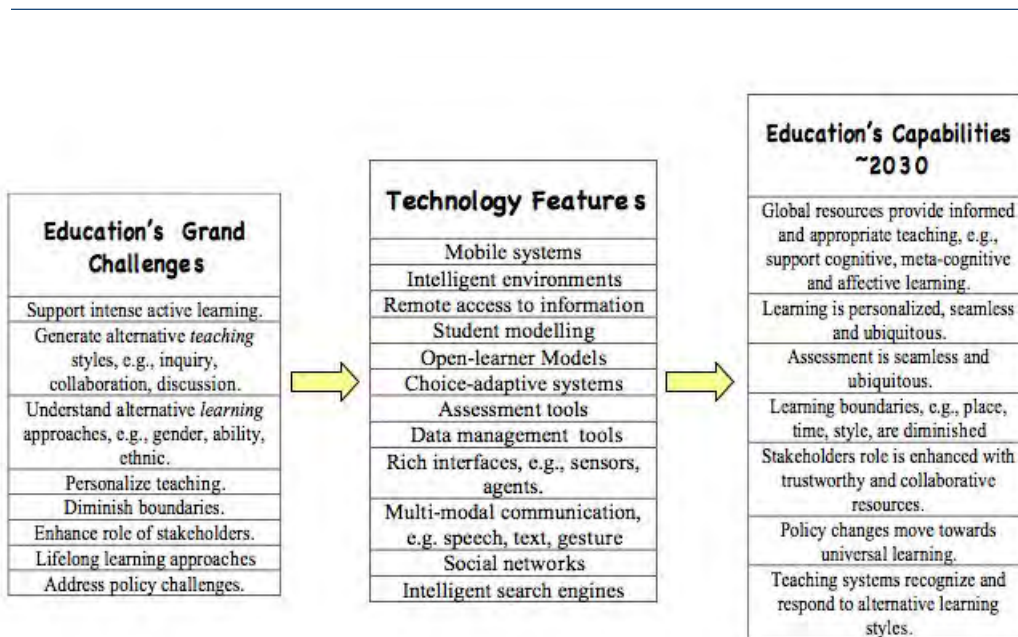 Education's Grand
Challenges
Support intense active learning.
Generate alternative teaching
styles, e.g., inquiry,
collaboration, discussion.
Understand alternative learning
approaches, e.g., gender, ability,
ethnic.
Personalize teaching.
Diminish boundaries.
Enhance role of stakeholders.
Lifelong learning approaches
Address policy challenges.
Technology Features
Mobile systems
Intelligent environments
Remote access to information
Student modelling
Open-learner Models
Choice-adaptive systems
Assessment tools
Data management tools
Rich interfaces, e.g., sensors,
agents.
Multi-modal communication,
e.g. speech, text, gesture
Social networks
Intelligent search engines
Education's Capabilities
~2030
Global resources provide informed
and appropriate teaching, e.g.,
support cognitive, meta-cognitive
and affective learning.
Learning is personalized, seamless
and ubiquitous.
Assessment is seamless and
ubiquitous.
Learning boundaries, e.g., place,
time, style, are diminished
Stakeholders role is enhanced with
trustworthy and collaborative
resources.
Policy changes move towards
universal learning.
Teaching systems recognize and
respond to alternative learning
styles.